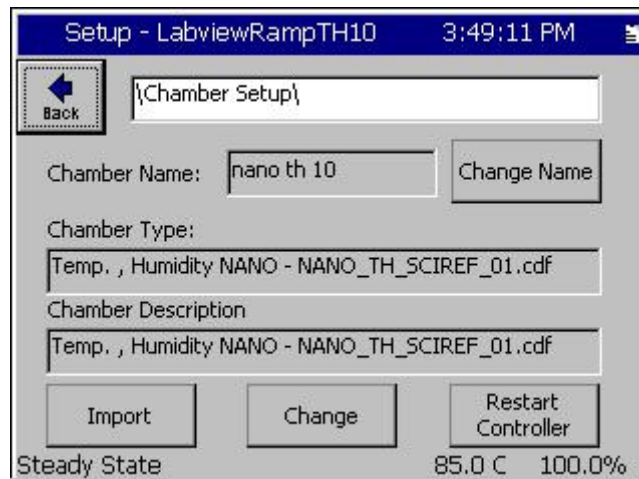 Setup - LabviewRampTH10 3:49:11 PM
Back
\Chamber Setup\
Chamber Name: nano th 10 Change Name
Chamber Type:
Temp. , Humidity NANO - NANO_TH_SCIREF_01.cdf
Chamber Description
Temp. , Humidity NANO - NANO_TH_SCIREF_01.cdf
Import Change Restart Controller
Steady State 85.0 C 100.0%